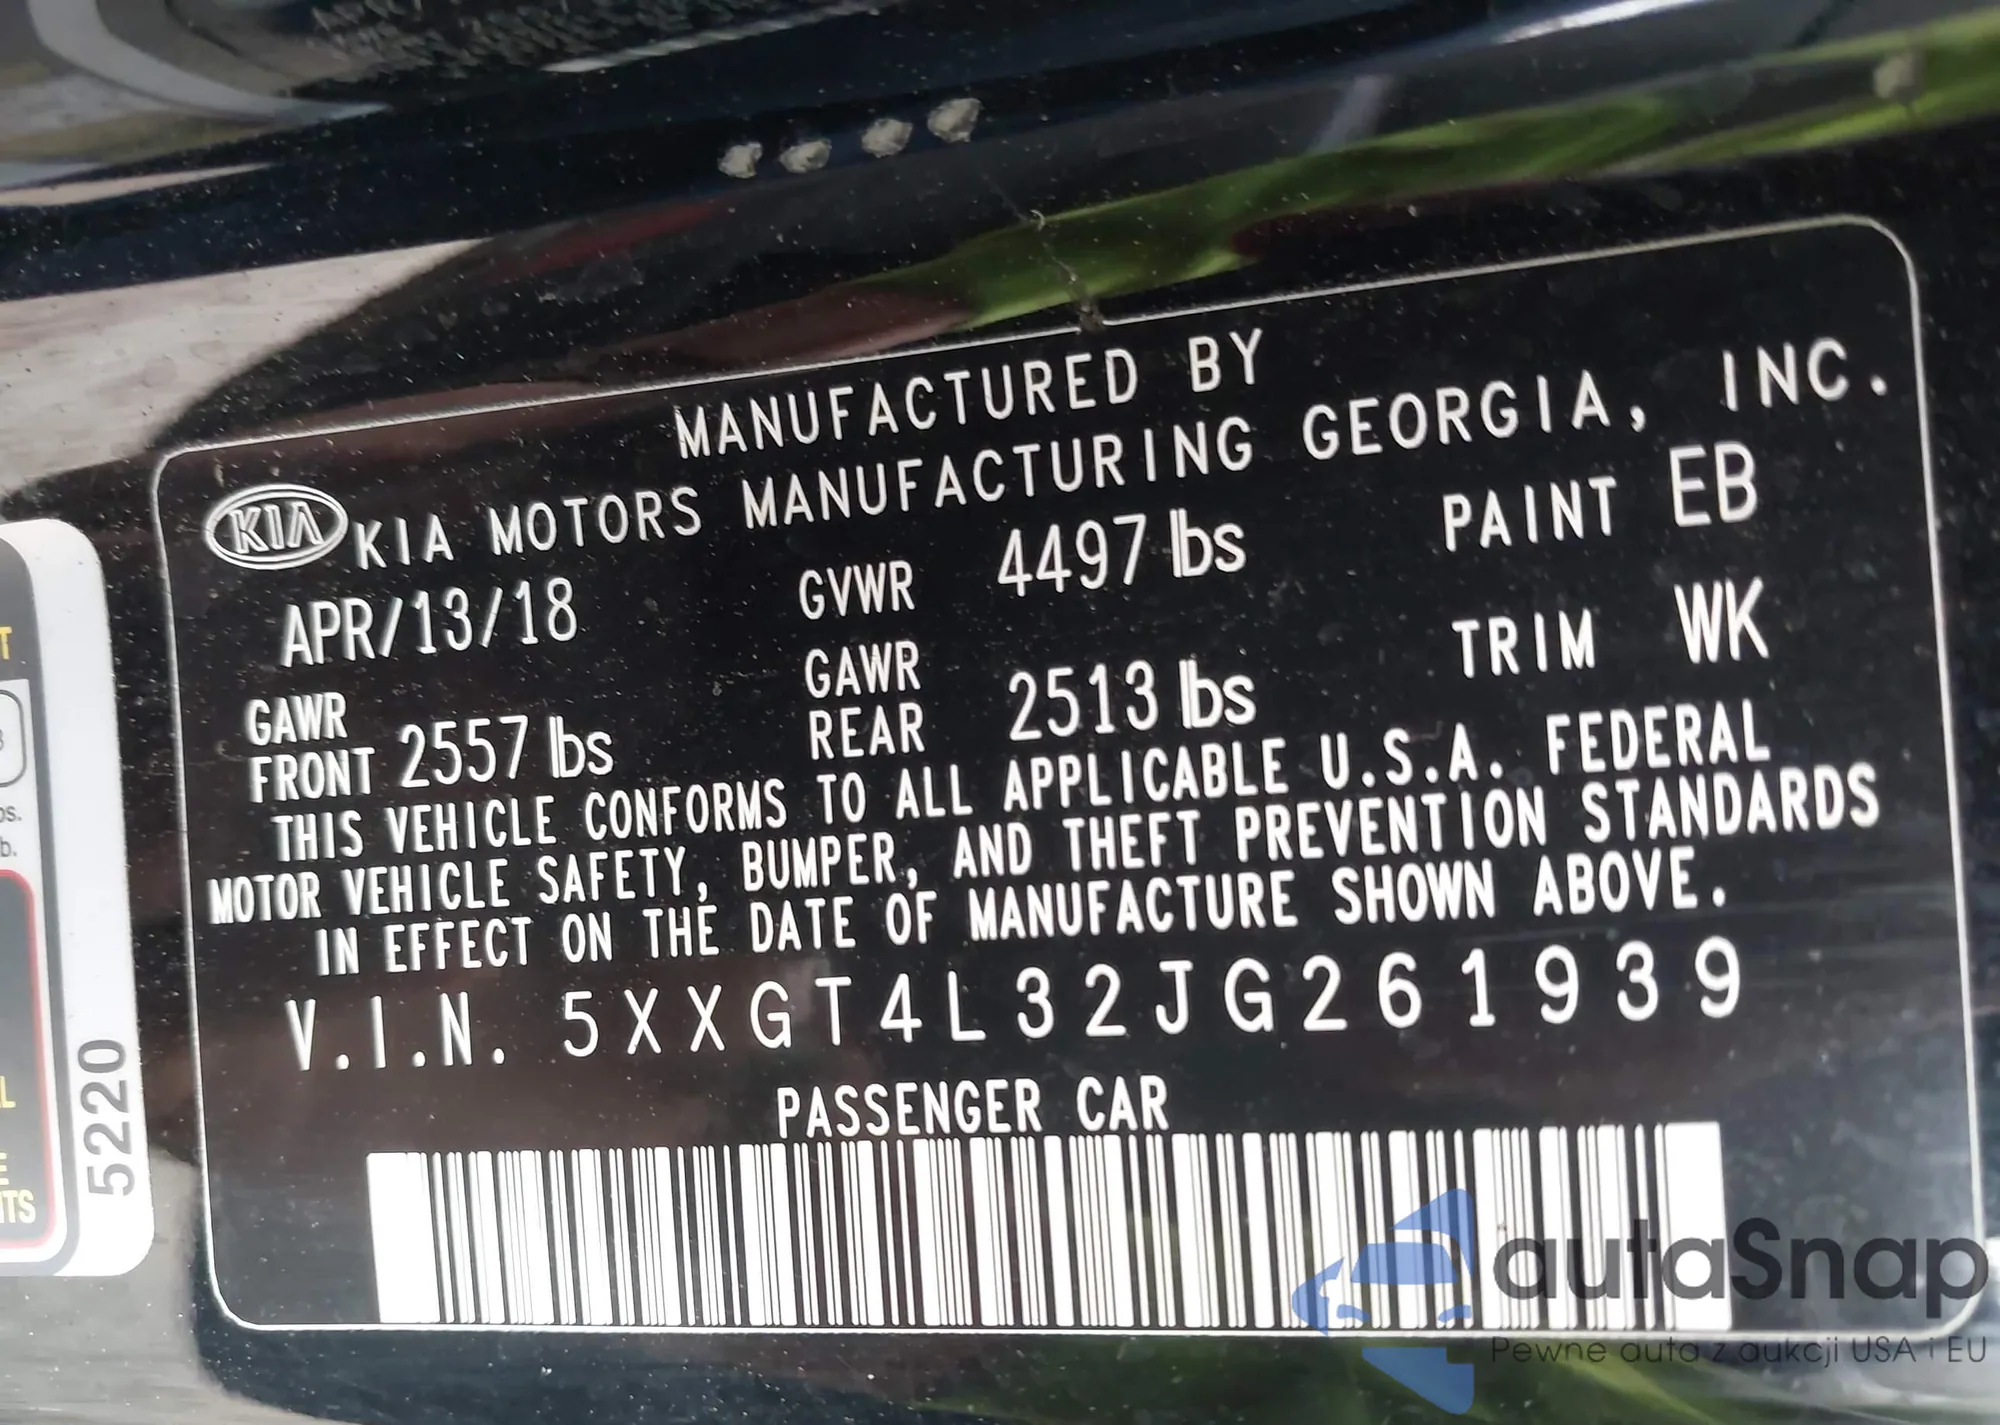 MANUFACTURED BY
KIA KIA MOTORS MANUFACTURING GEORGIA, INC.
APR/13/18 GVWR 4497 lbs PAINT EB
GAWR FRONT 2557 lbs GAWR REAR 2513 lbs TRIM WK
THIS VEHICLE CONFORMS TO ALL APPLICABLE U.S.A. FEDERAL
MOTOR VEHICLE SAFETY, BUMPER, AND THEFT PREVENTION STANDARDS
IN EFFECT ON THE DATE OF MANUFACTURE SHOWN ABOVE.
V.I.N. 5XXGT4L32JG261939
PASSENGER CAR
5220
autaSnap
Pewne auta z aukcji USA i EU